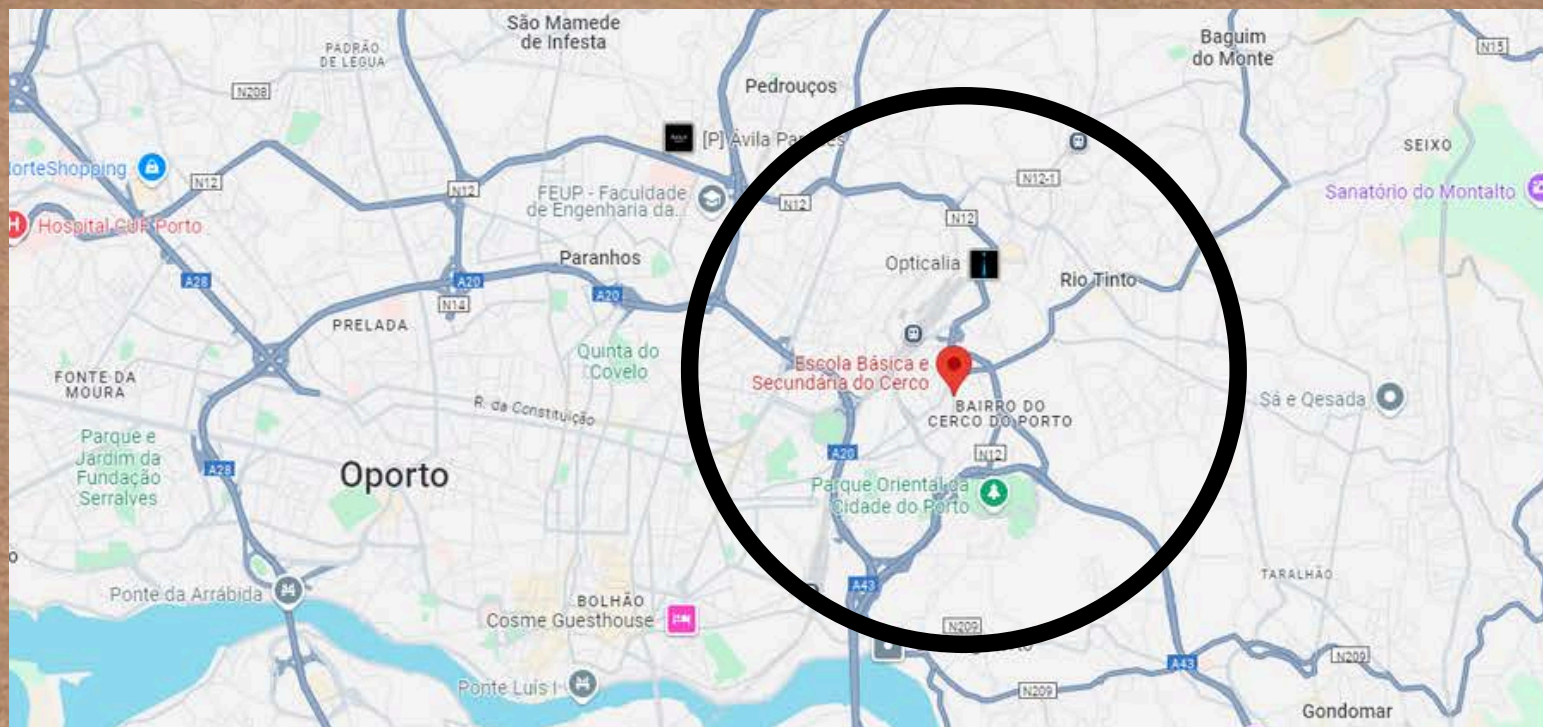 São Mamede
de Infesta
PADRÃO
DE LÉGUA
Baguim
do Monte
N15
N208
Pedrouços
[P] Ávila Par
SEIXO
orteShopping
N12
N12
FEUP - Faculdade
de Engenharia da...
N12
N12-1
Sanatório do Montalto
Hospital CUF Porto
N12
Paranhos
Opticalia
Rio Tinto
A28
A20
A20
N14
PRELADA
Quinta do
Covelo
Escola Básica e
Secundária do Cerco
FONTE DA
MOURA
R. da Constituição
BAIRRO DO
CERCO DO PORTO
Sá e Qesada
Parque e
Jardim da
Fundação
Serralves
A28
Oporto
A20
N12
Parque Oriental da
Cidade do Porto
o
TARALHÃO
A43
Ponte da Arrábida
BOLHÃO
Cosme Guesthouse
N209
N209
A43
Ponte Luís I
N209
Gondomar